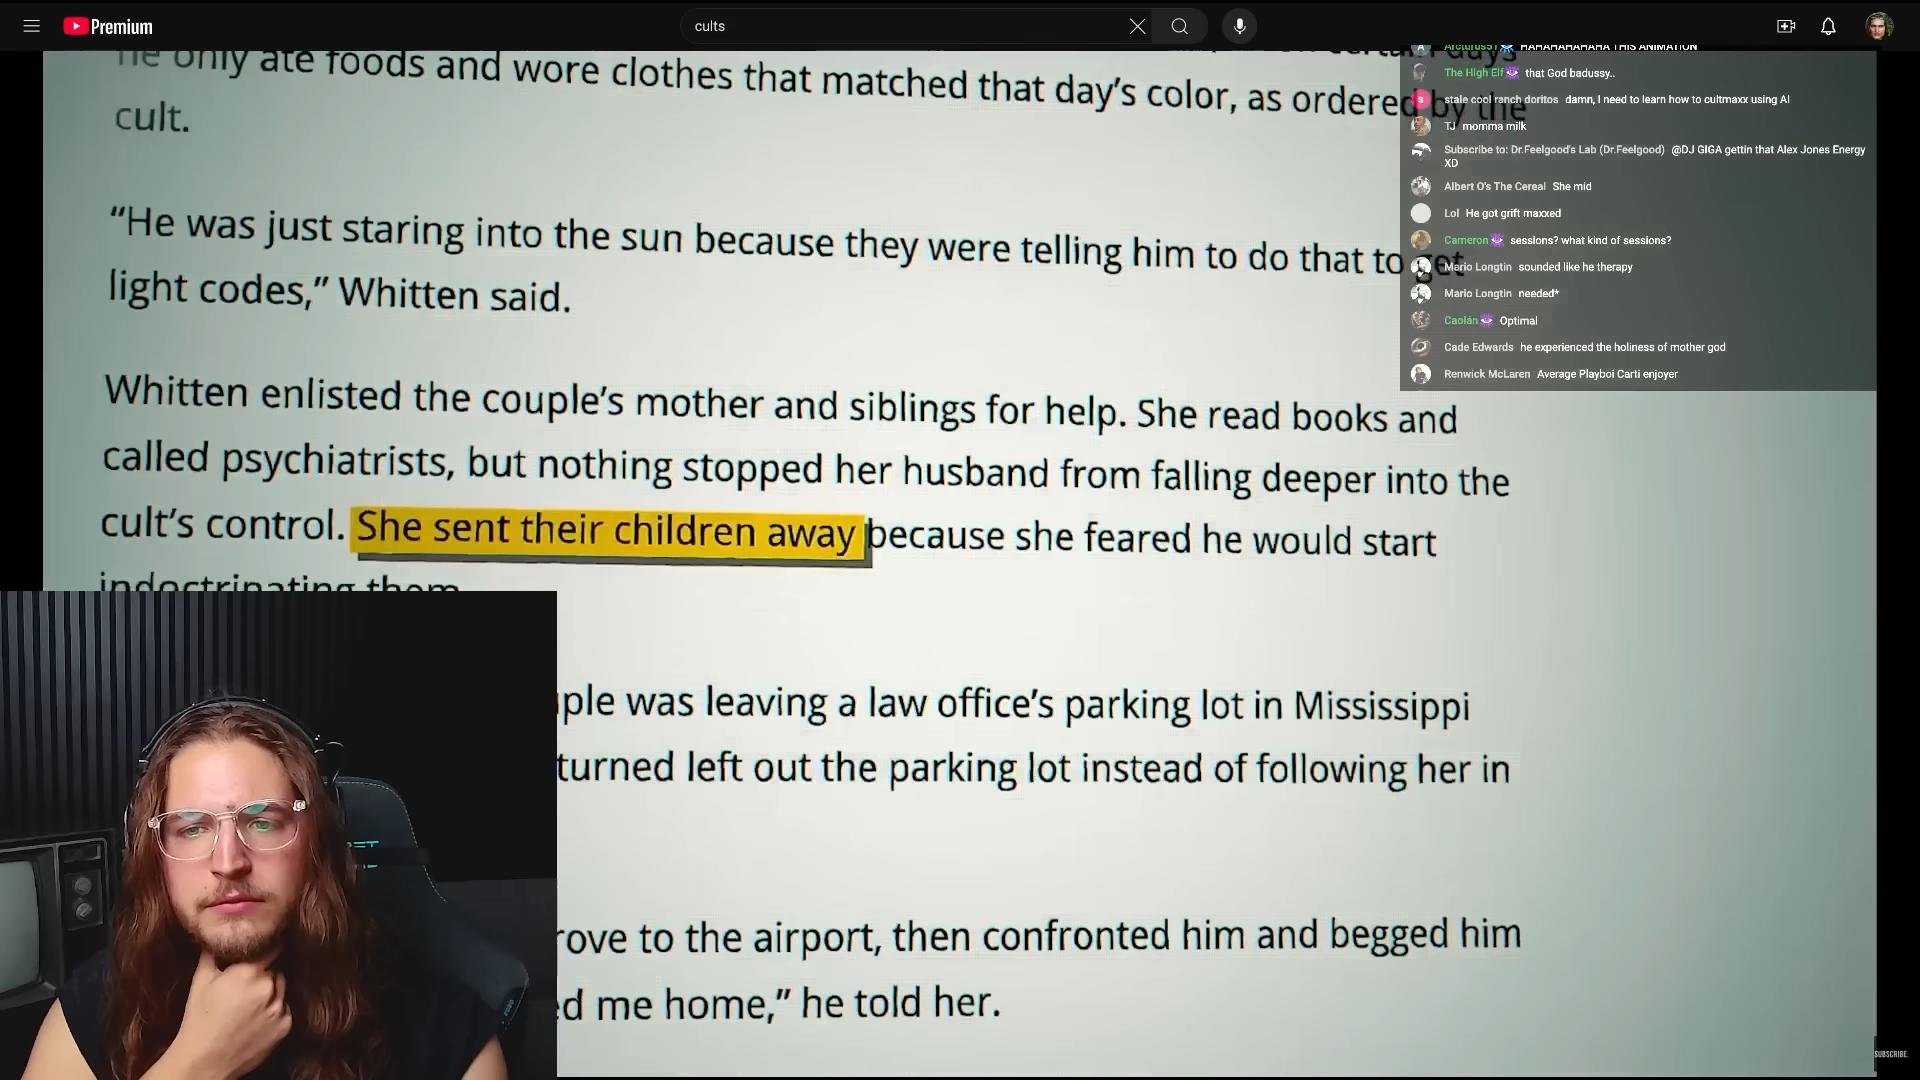 Premium
cults
he only ate foods and wore clothes that matched that day's color, as ordered by the
cult.
"He was just staring into the sun because they were telling him to do that to get
light codes," Whitten said.
Whitten enlisted the couple's mother and siblings for help. She read books and
called psychiatrists, but nothing stopped her husband from falling deeper into the
cult's control. She sent their children away because she feared he would start
indoctrinating them
ple was leaving a law office's parking lot in Mississippi
turned left out the parking lot instead of following her in
rove to the airport, then confronted him and begged him
ed me home," he told her.
Arcturus51 HAHAHAHAHAHA THIS ANIMATION
The High Elf that God badussy..
stale cool ranch doritos damn, I need to learn how to cultmaxx using AI
TJ momma milk
Subscribe to: Dr.Feelgood's Lab (Dr.Feelgood) @DJ GIGA gettin that Alex Jones Energy
XD
Albert O's The Cereal She mid
Lol He got grift maxxed
Cameron sessions? what kind of sessions?
Mario Longtin sounded like he therapy
Mario Longtin needed*
Caolán Optimal
Cade Edwards he experienced the holiness of mother god
Renwick McLaren Average Playboi Carti enjoyer
SUBSCRIBE